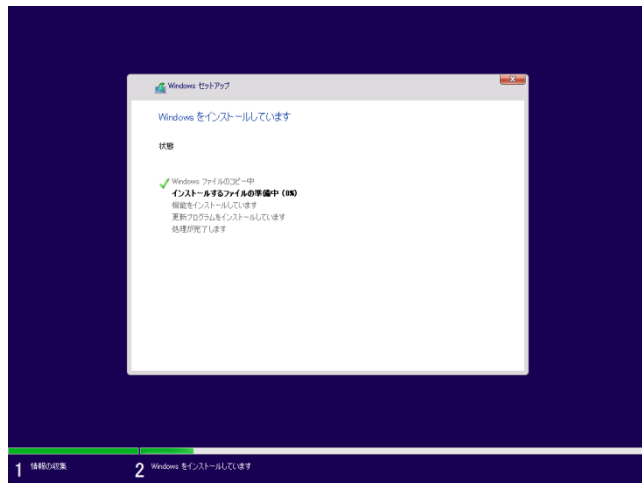 Windows セットアップ
Windows をインストールしています
状態
Windows ファイルのコピー中
インストールするファイルの準備中 (0%)
機能をインストールしています
更新プログラムをインストールしています
処理が完了します
1 情報の収集
2 Windows をインストールしています